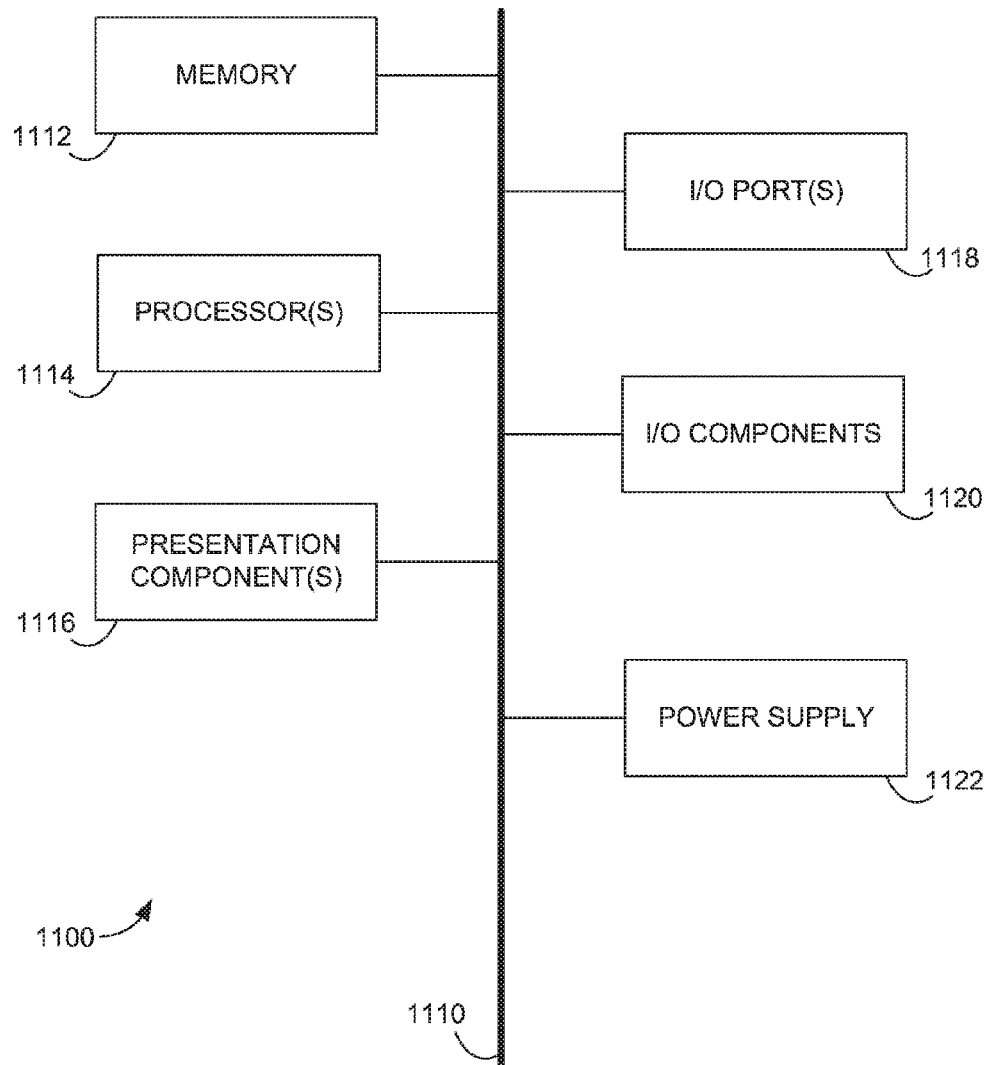 MEMORY
1112
I/O PORT(S)
1118
PROCESSOR(S)
1114
I/O COMPONENTS
1120
PRESENTATION
COMPONENT(S)
1116
POWER SUPPLY
1122
1100
1110